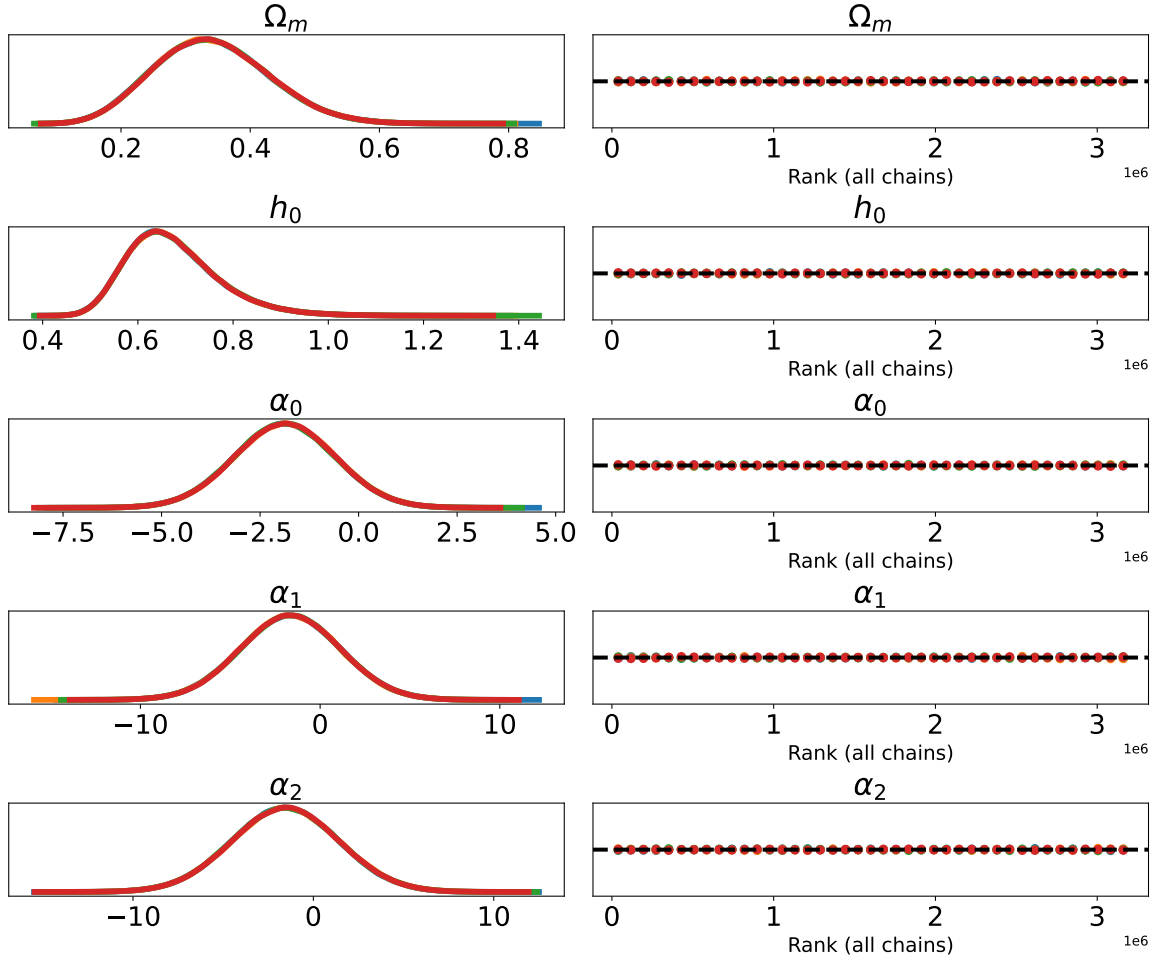 Ωₘ Ωₘ
0.2 0.4 0.6 0.8 0 1 2 3
Rank (all chains) 1e6
h₀ h₀
0.4 0.6 0.8 1.0 1.2 1.4 0 1 2 3
Rank (all chains) 1e6
α₀ α₀
−7.5 −5.0 −2.5 0.0 2.5 5.0 0 1 2 3
Rank (all chains) 1e6
α₁ α₁
−10 0 10 0 1 2 3
Rank (all chains) 1e6
α₂ α₂
−10 0 10 0 1 2 3
Rank (all chains) 1e6